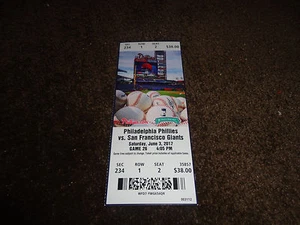 SEC ROW SEAT
234 1 2 $38.00
Philadelphia Phillies
vs. San Francisco Giants
Saturday, June 3, 2017
GAME 26 4:05 PM
SEC ROW SEAT
234 1 2 $38.00